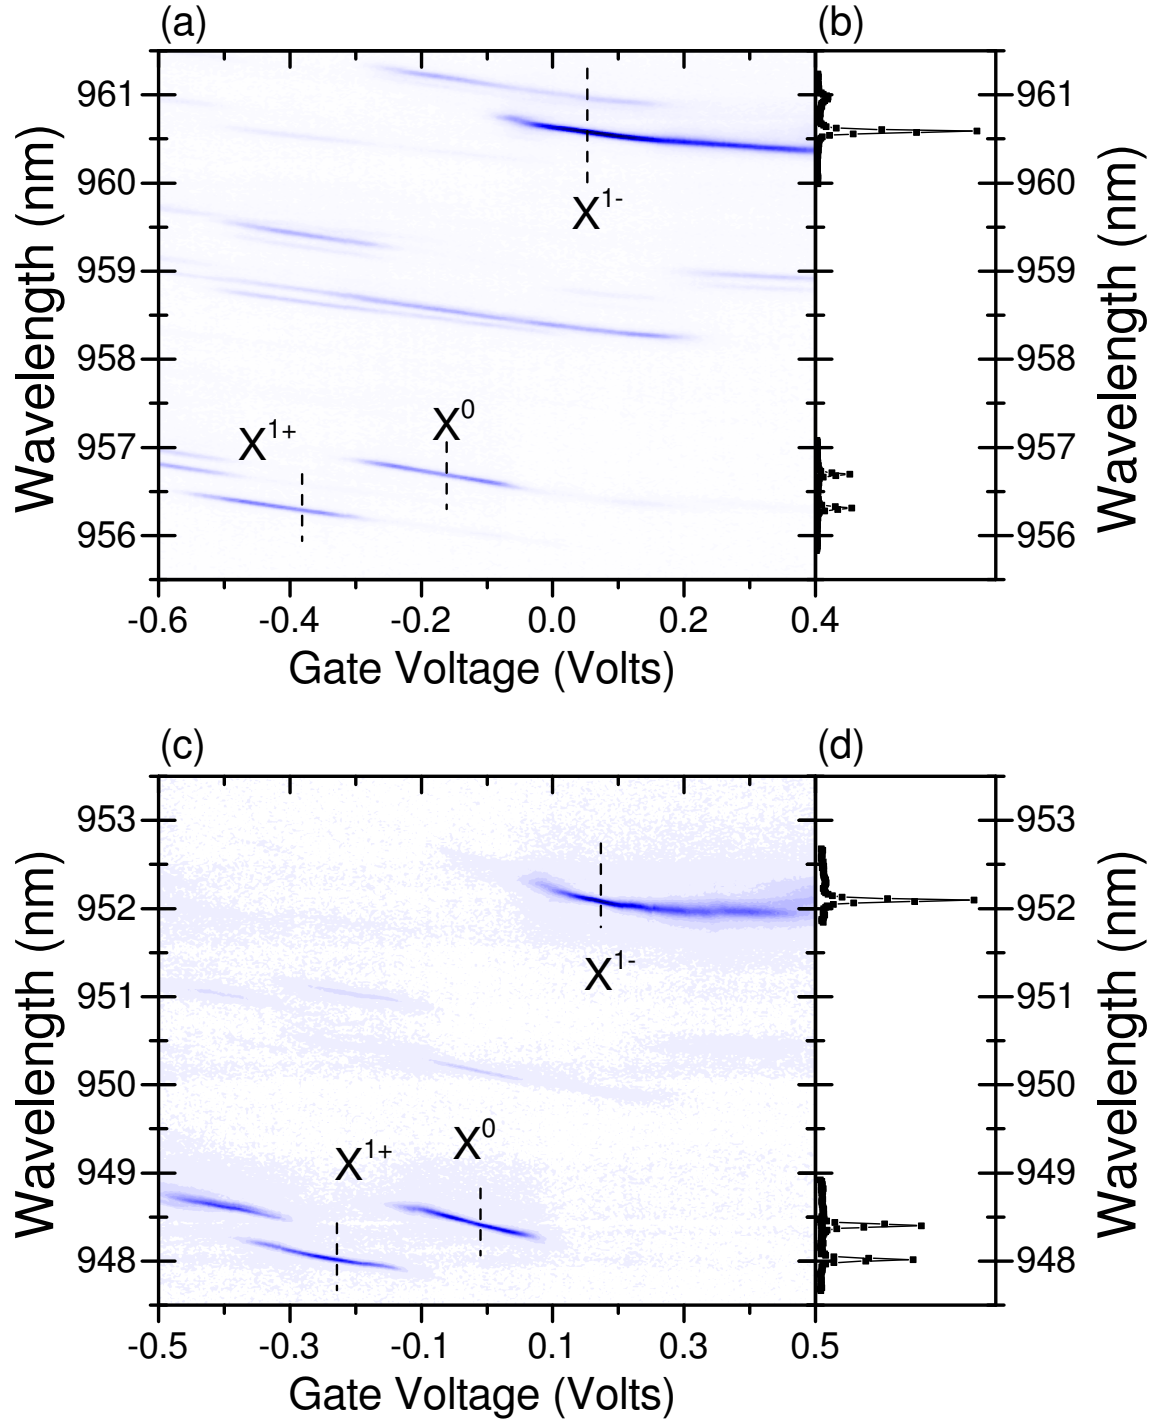 (a) (b)
961 961
960 960
X1-
959 959
958 958
X0
X1+
957 957
956 956
Wavelength (nm)
Wavelength (nm)
-0.6 -0.4 -0.2 0.0 0.2 0.4
Gate Voltage (Volts)
(c) (d)
953 953
952 952
X1-
951 951
950 950
X0
X1+
949 949
948 948
Wavelength (nm)
Wavelength (nm)
-0.5 -0.3 -0.1 0.1 0.3 0.5
Gate Voltage (Volts)